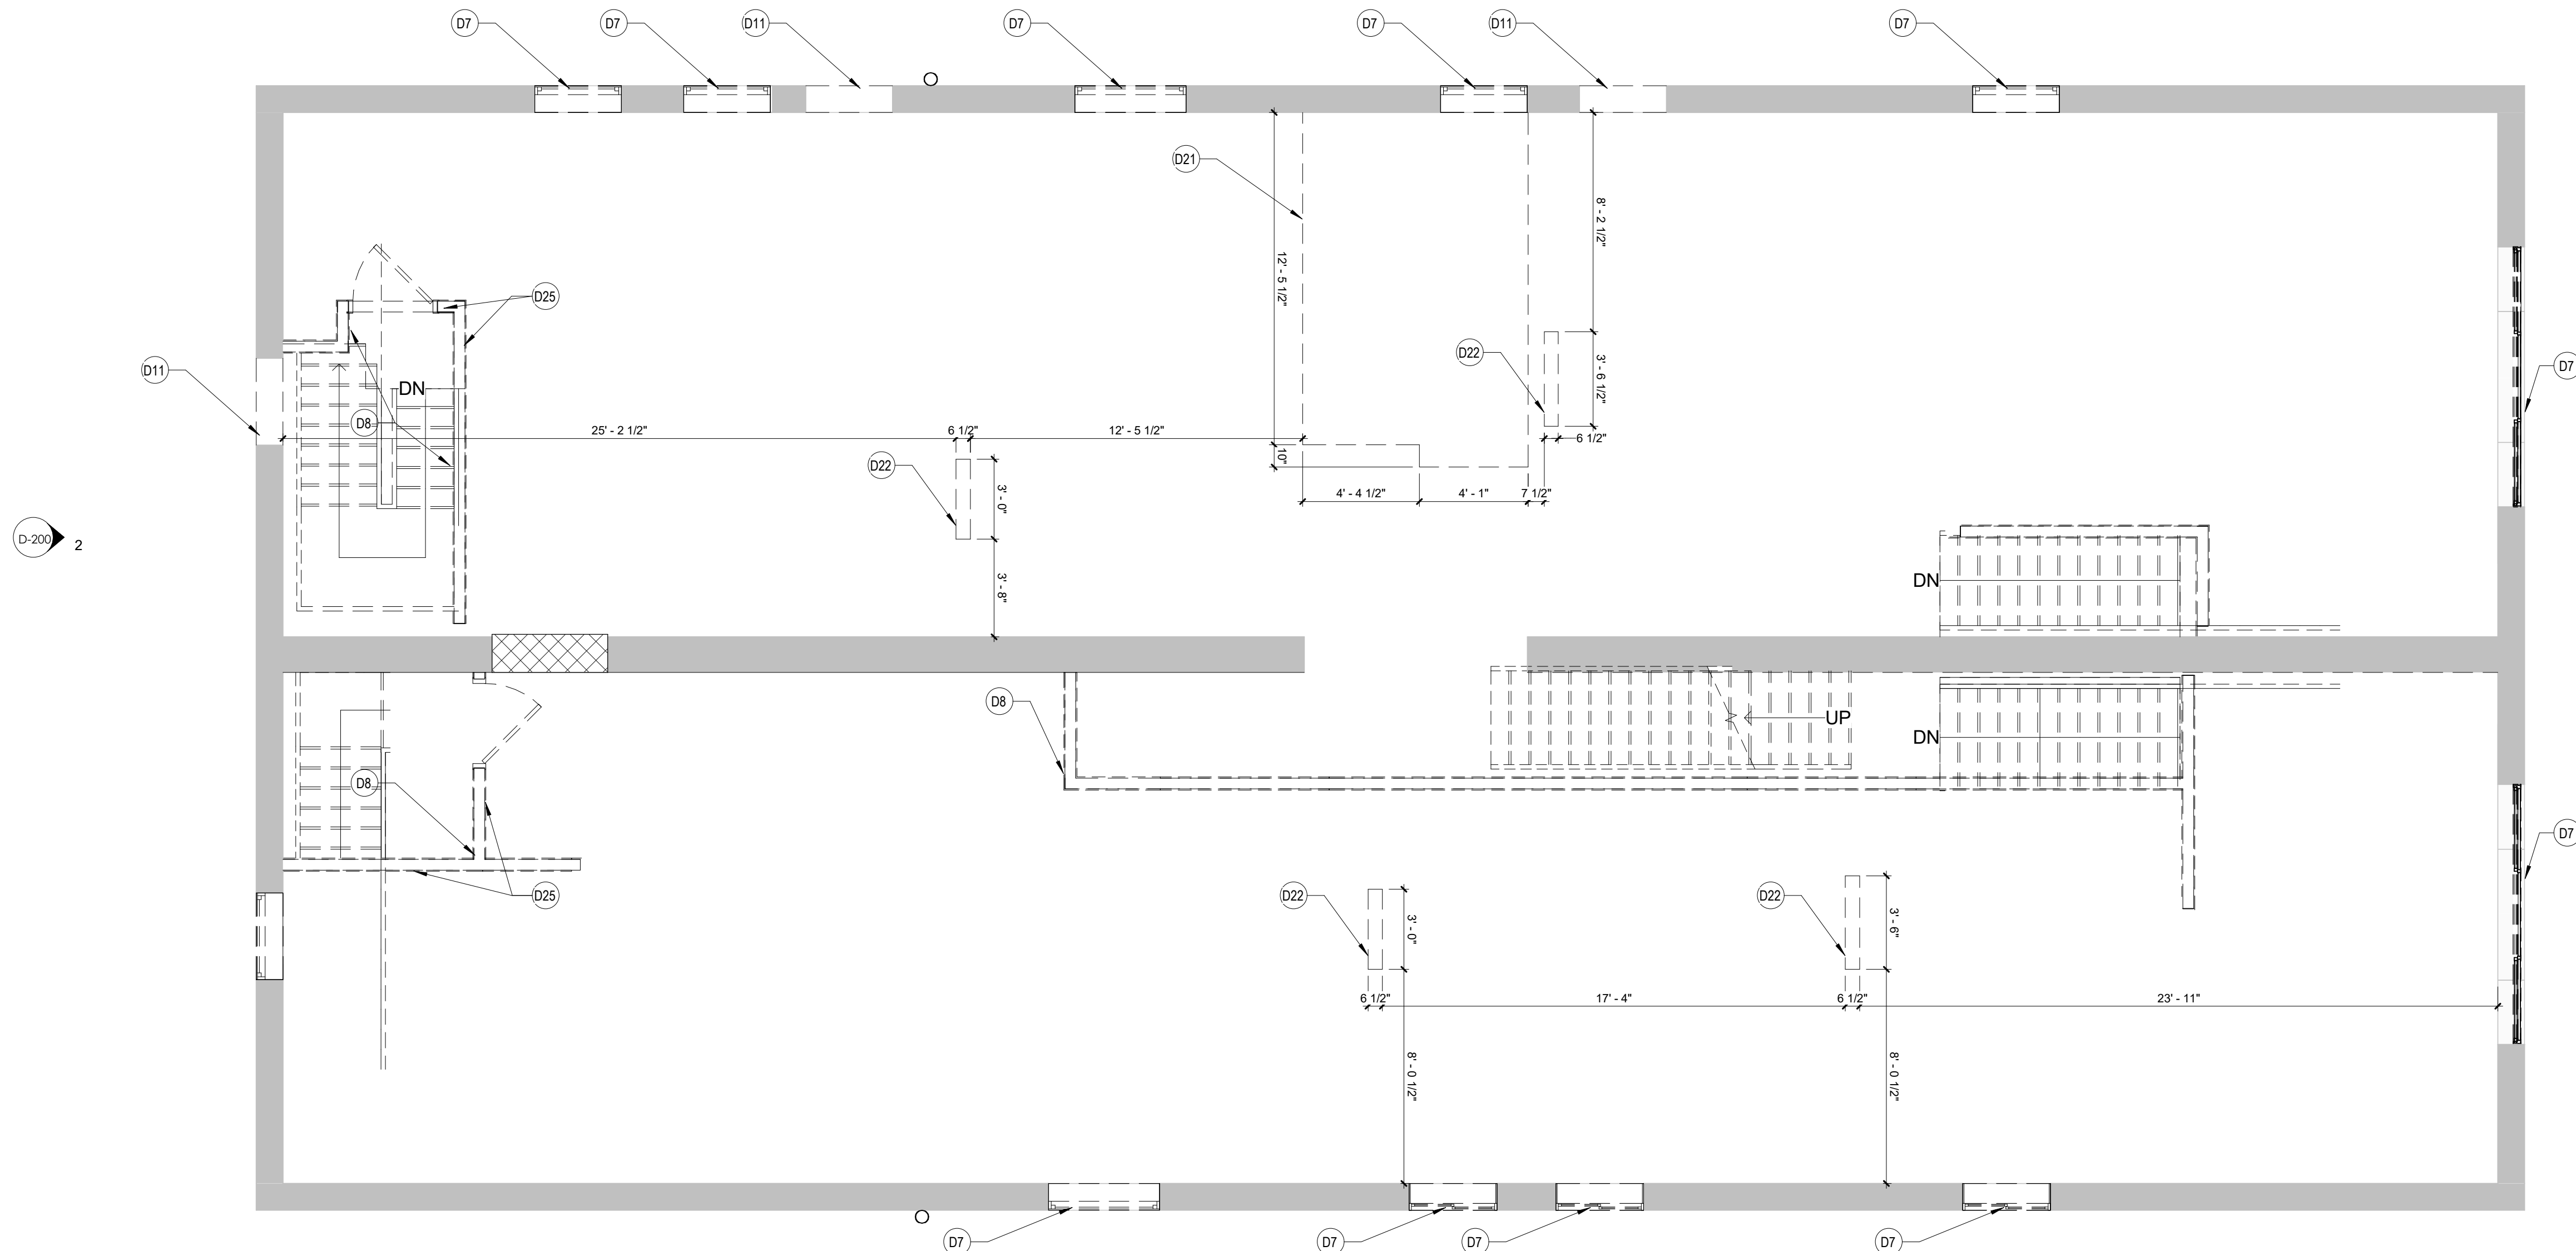 D7 D7 D11 D7 D7 D11 D7
D21
8' - 2 1/2"
12' - 5 1/2"
D25
D22
3' - 6 1/2"
D11
D7
DN
D8
25' - 2 1/2"
6 1/2"
12' - 5 1/2"
6 1/2"
10"
D22
3' - 0"
4' - 4 1/2"
4' - 1"
7 1/2"
D-200
2
3' - 8"
DN
D8
UP
DN
D8
D7
D25
D22
3' - 0"
D22
3' - 6"
6 1/2"
17' - 4"
6 1/2"
23' - 11"
8' - 0 1/2"
8' - 0 1/2"
D7 D7 D7 D7